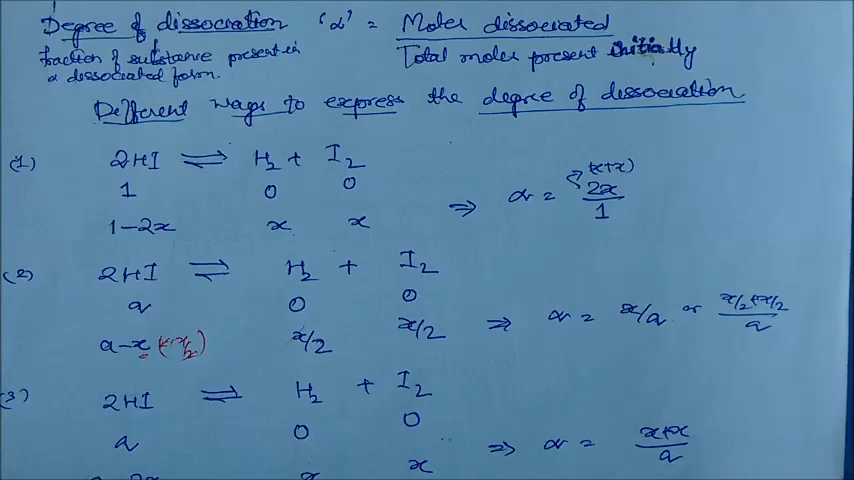 Degree of dissociation 'α' = Moles dissociated
Total moles present initially
fraction of substance present in
a dissociated form.
Different ways to express the degree of dissociation
(1) 2HI ⇌ H₂ + I₂
1 0 0
1-2x x x
⇒ α = 2x/1 (x+x)
(2) 2HI ⇌ H₂ + I₂
a 0 0
a-x x/2 x/2 ⇒ α = x/a or x/2+x/2/a
(3) 2HI ⇌ H₂ + I₂
a 0 0
x x ⇒ α = x+x/a